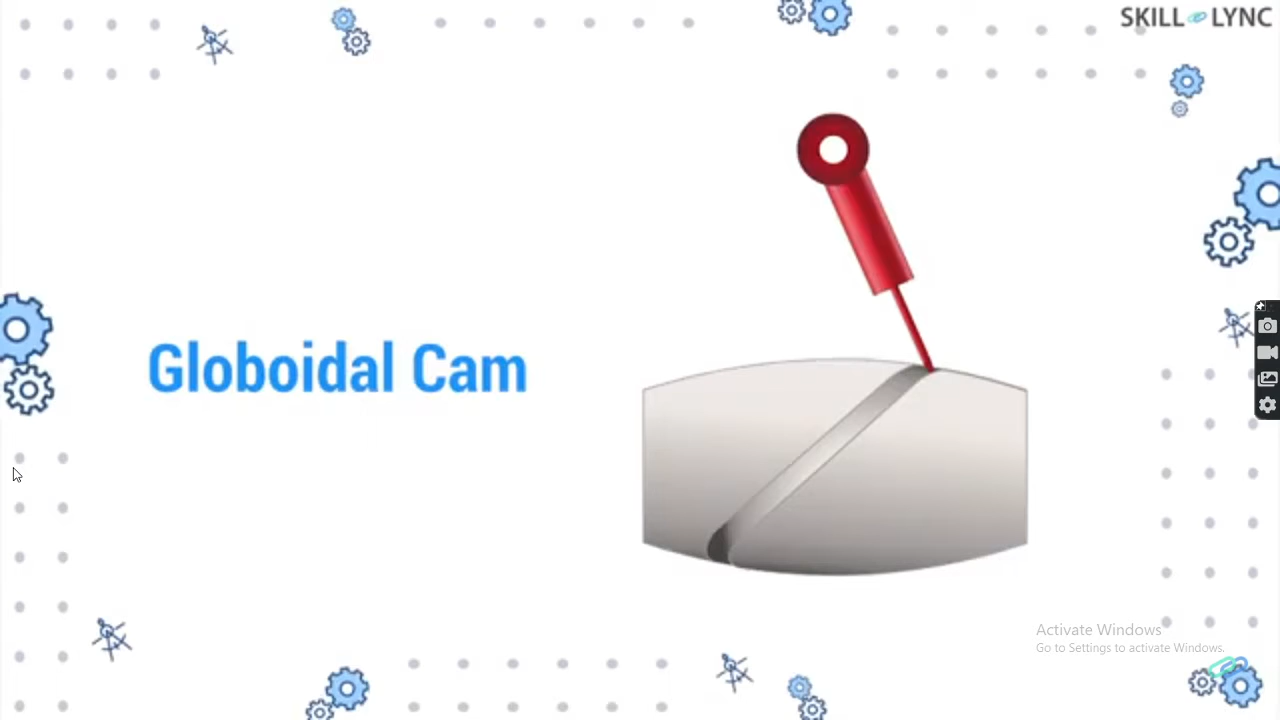 SKILL LYNC
Globoidal Cam
Activate Windows
Go to Settings to activate Windows.